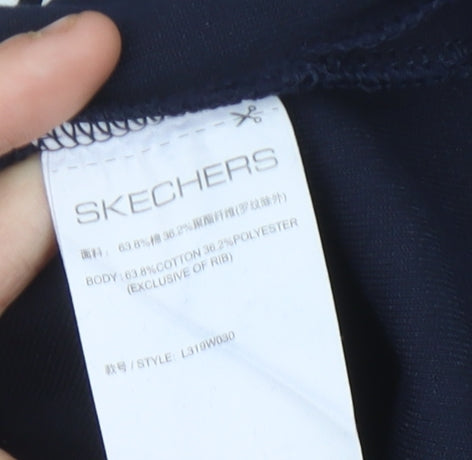 SKECHERS
面料： 63.8%棉 36.2%聚酯纤维(罗纹除外)
BODY : 63.8%COTTON 36.2%POLYESTER
(EXCLUSIVE OF RIB)
款号 / STYLE: L319W030